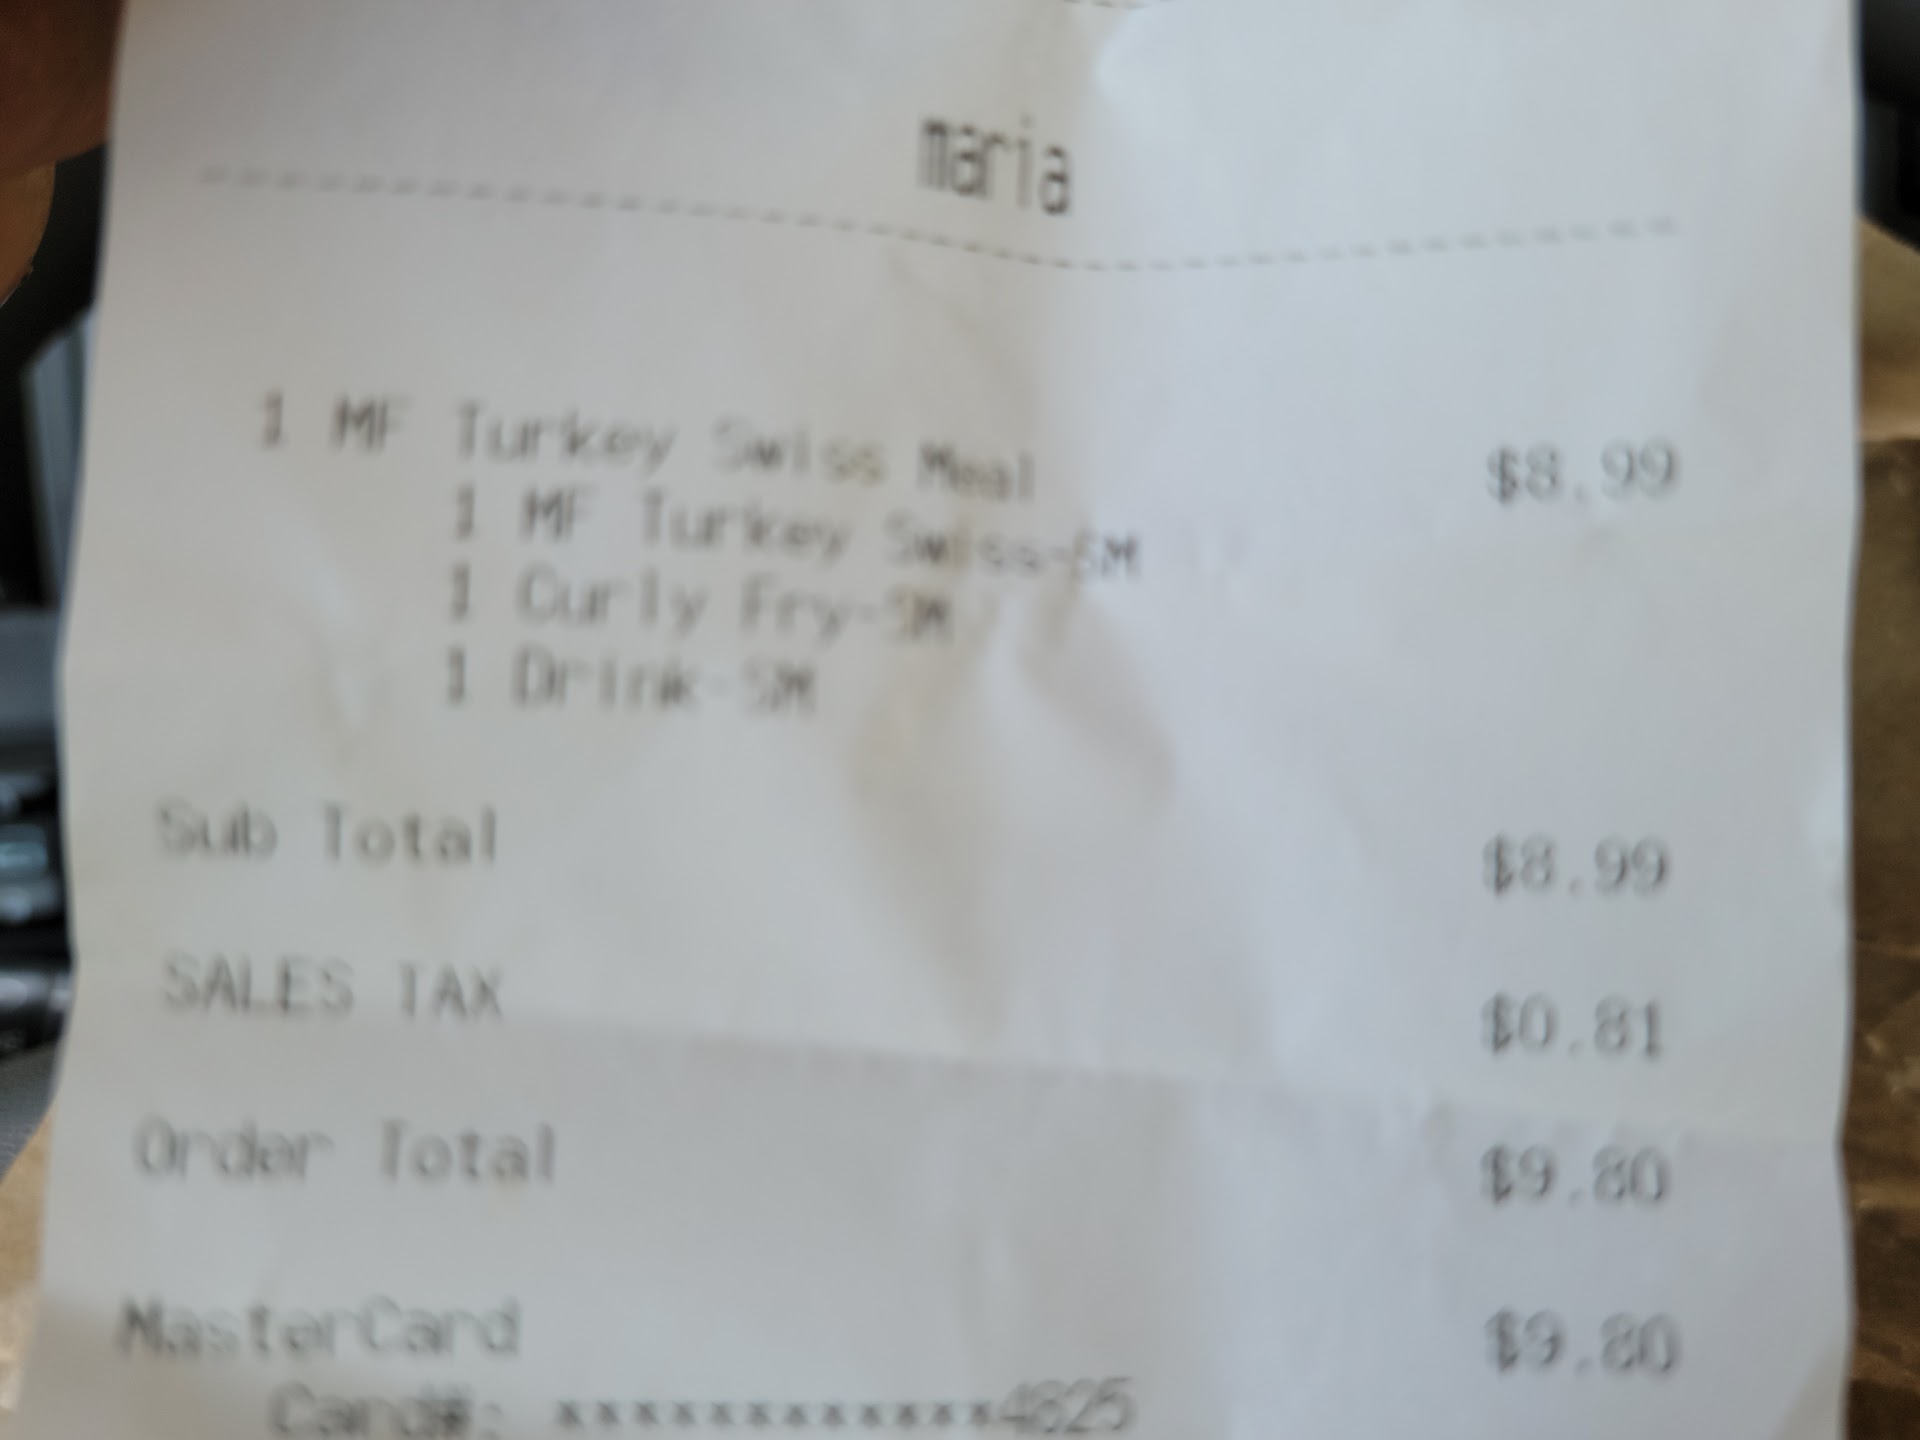 maria
1 MF Turkey Swiss Meal $8.99
1 MF Turkey Swiss-SM
1 Curly Fry-SM
1 Drink-SM
Sub Total $8.99
SALES TAX $0.81
Order Total $9.80
MasterCard $9.80
Card#: xxxxxxxxxxxx4825